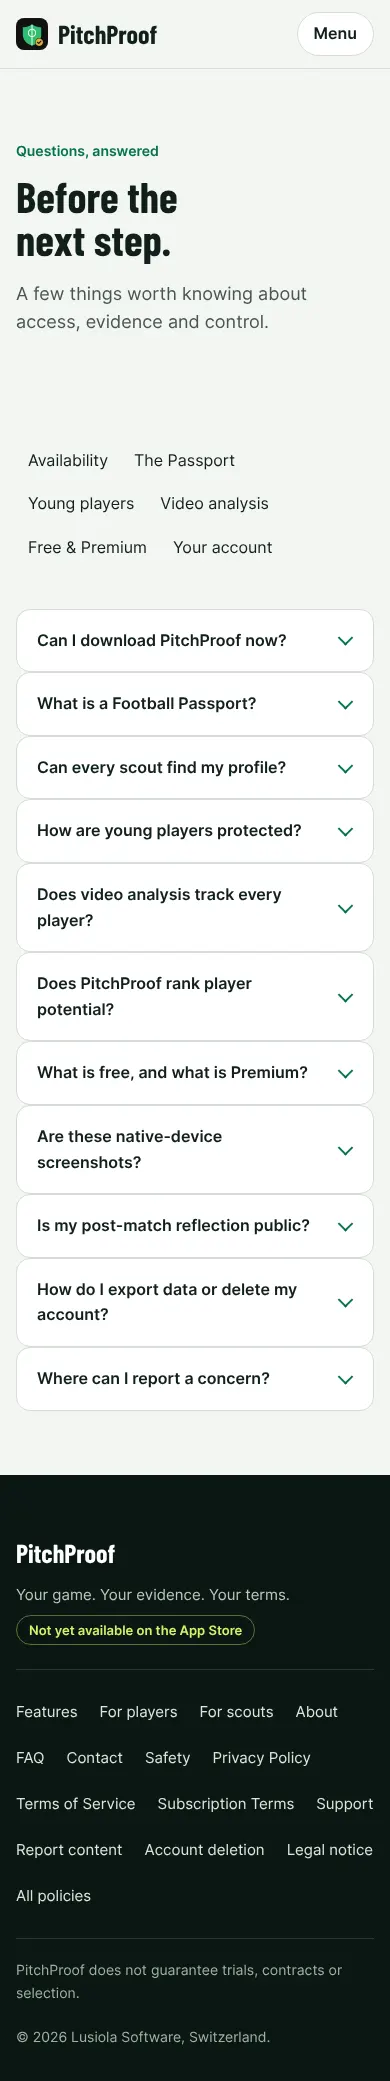 PitchProof
Menu
Questions, answered
Before the
next step.
A few things worth knowing about
access, evidence and control.
Availability The Passport
Young players Video analysis
Free & Premium Your account
Can I download PitchProof now?
What is a Football Passport?
Can every scout find my profile?
How are young players protected?
Does video analysis track every
player?
Does PitchProof rank player
potential?
What is free, and what is Premium?
Are these native-device
screenshots?
Is my post-match reflection public?
How do I export data or delete my
account?
Where can I report a concern?
PitchProof
Your game. Your evidence. Your terms.
Not yet available on the App Store
Features For players For scouts About
FAQ Contact Safety Privacy Policy
Terms of Service Subscription Terms Support
Report content Account deletion Legal notice
All policies
PitchProof does not guarantee trials, contracts or
selection.
© 2026 Lusiola Software, Switzerland.